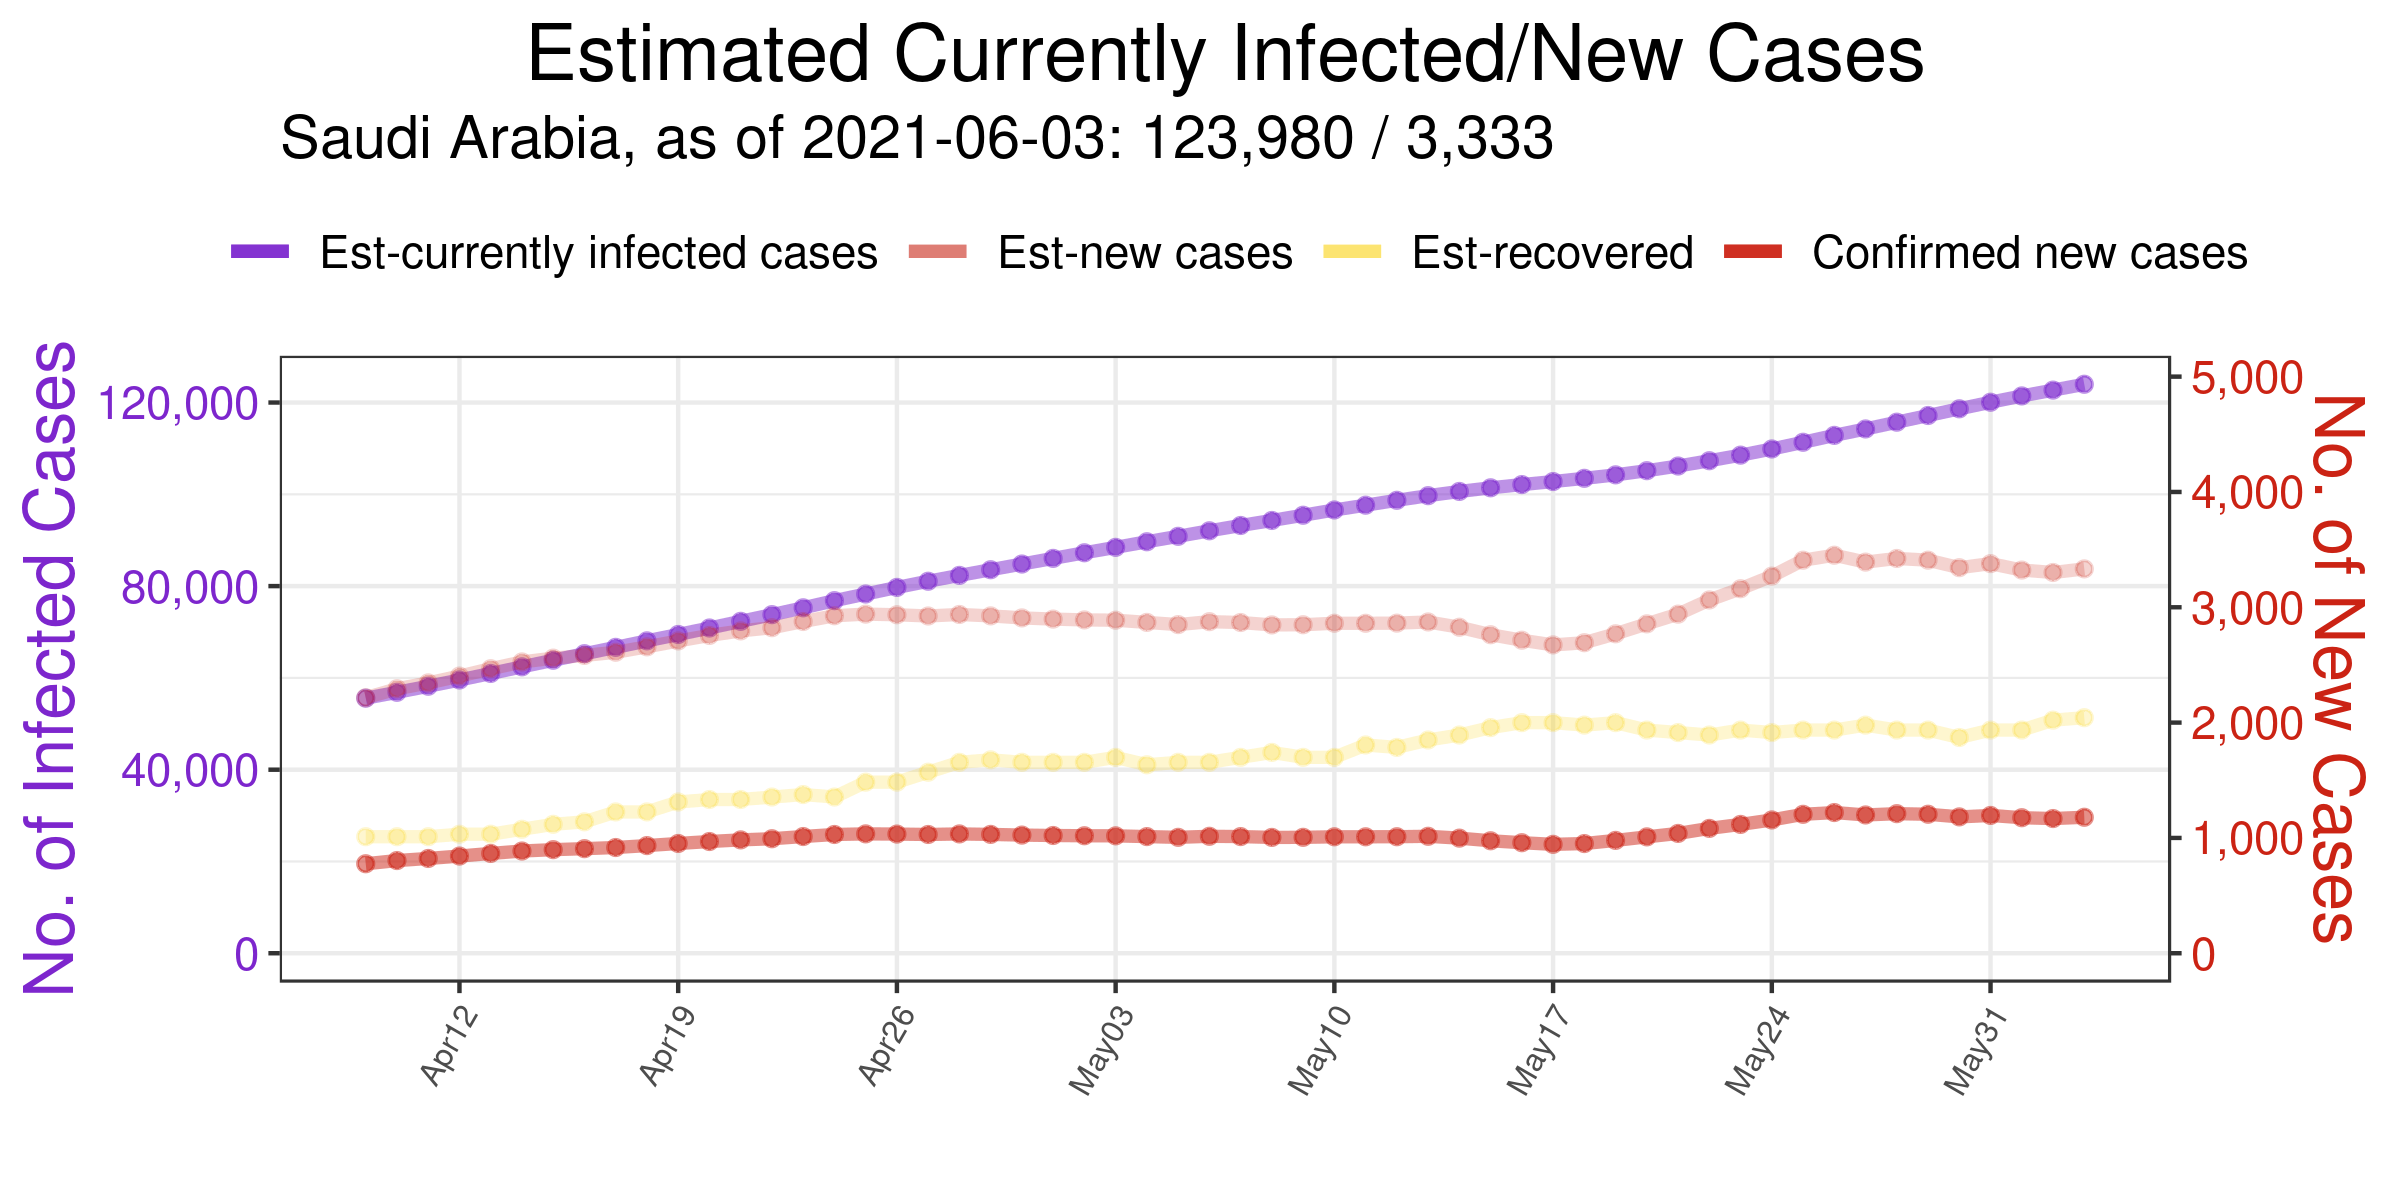 Estimated Currently Infected/New Cases
Saudi Arabia, as of 2021-06-03: 123,980 / 3,333
Est-currently infected cases Est-new cases Est-recovered Confirmed new cases
No. of Infected Cases
120,000
80,000
40,000
0
5,000
4,000
3,000
2,000
1,000
0
No. of New Cases
Apr12 Apr19 Apr26 May03 May10 May17 May24 May31